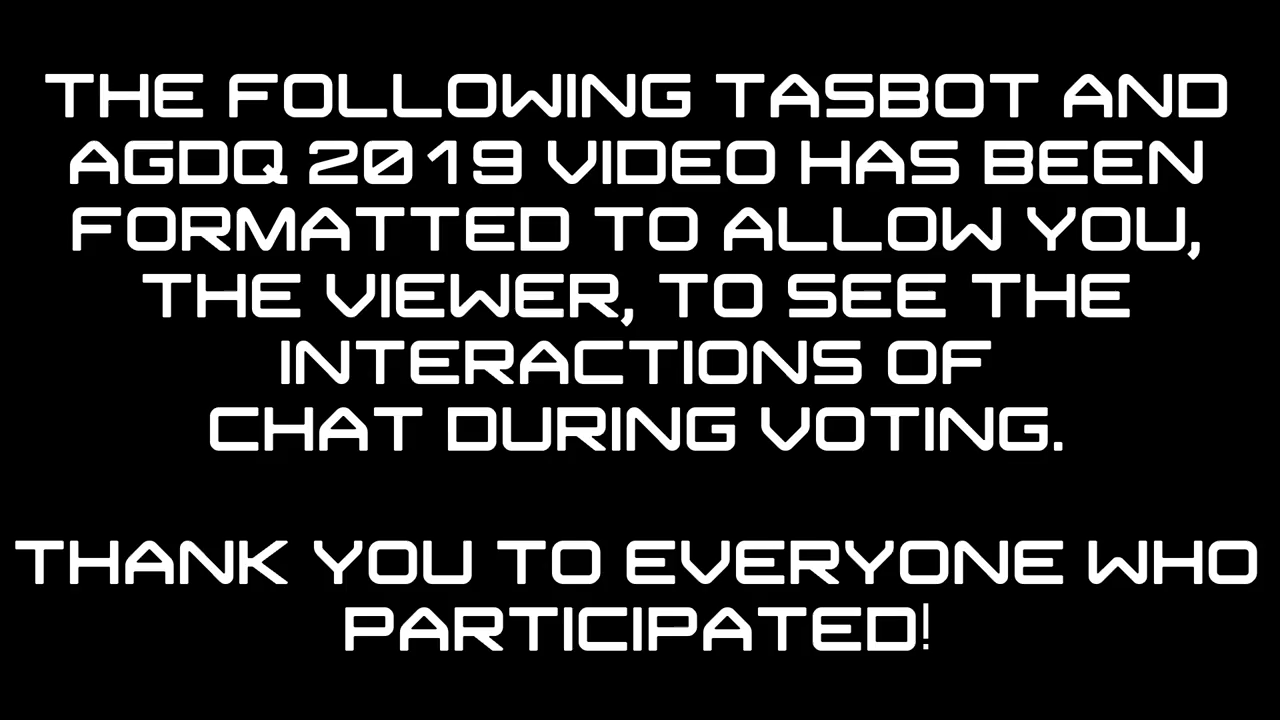 THE FOLLOWING TASBOT AND
AGDQ 2019 VIDEO HAS BEEN
FORMATTED TO ALLOW YOU,
THE VIEWER, TO SEE THE
INTERACTIONS OF
CHAT DURING VOTING.
THANK YOU TO EVERYONE WHO
PARTICIPATED!